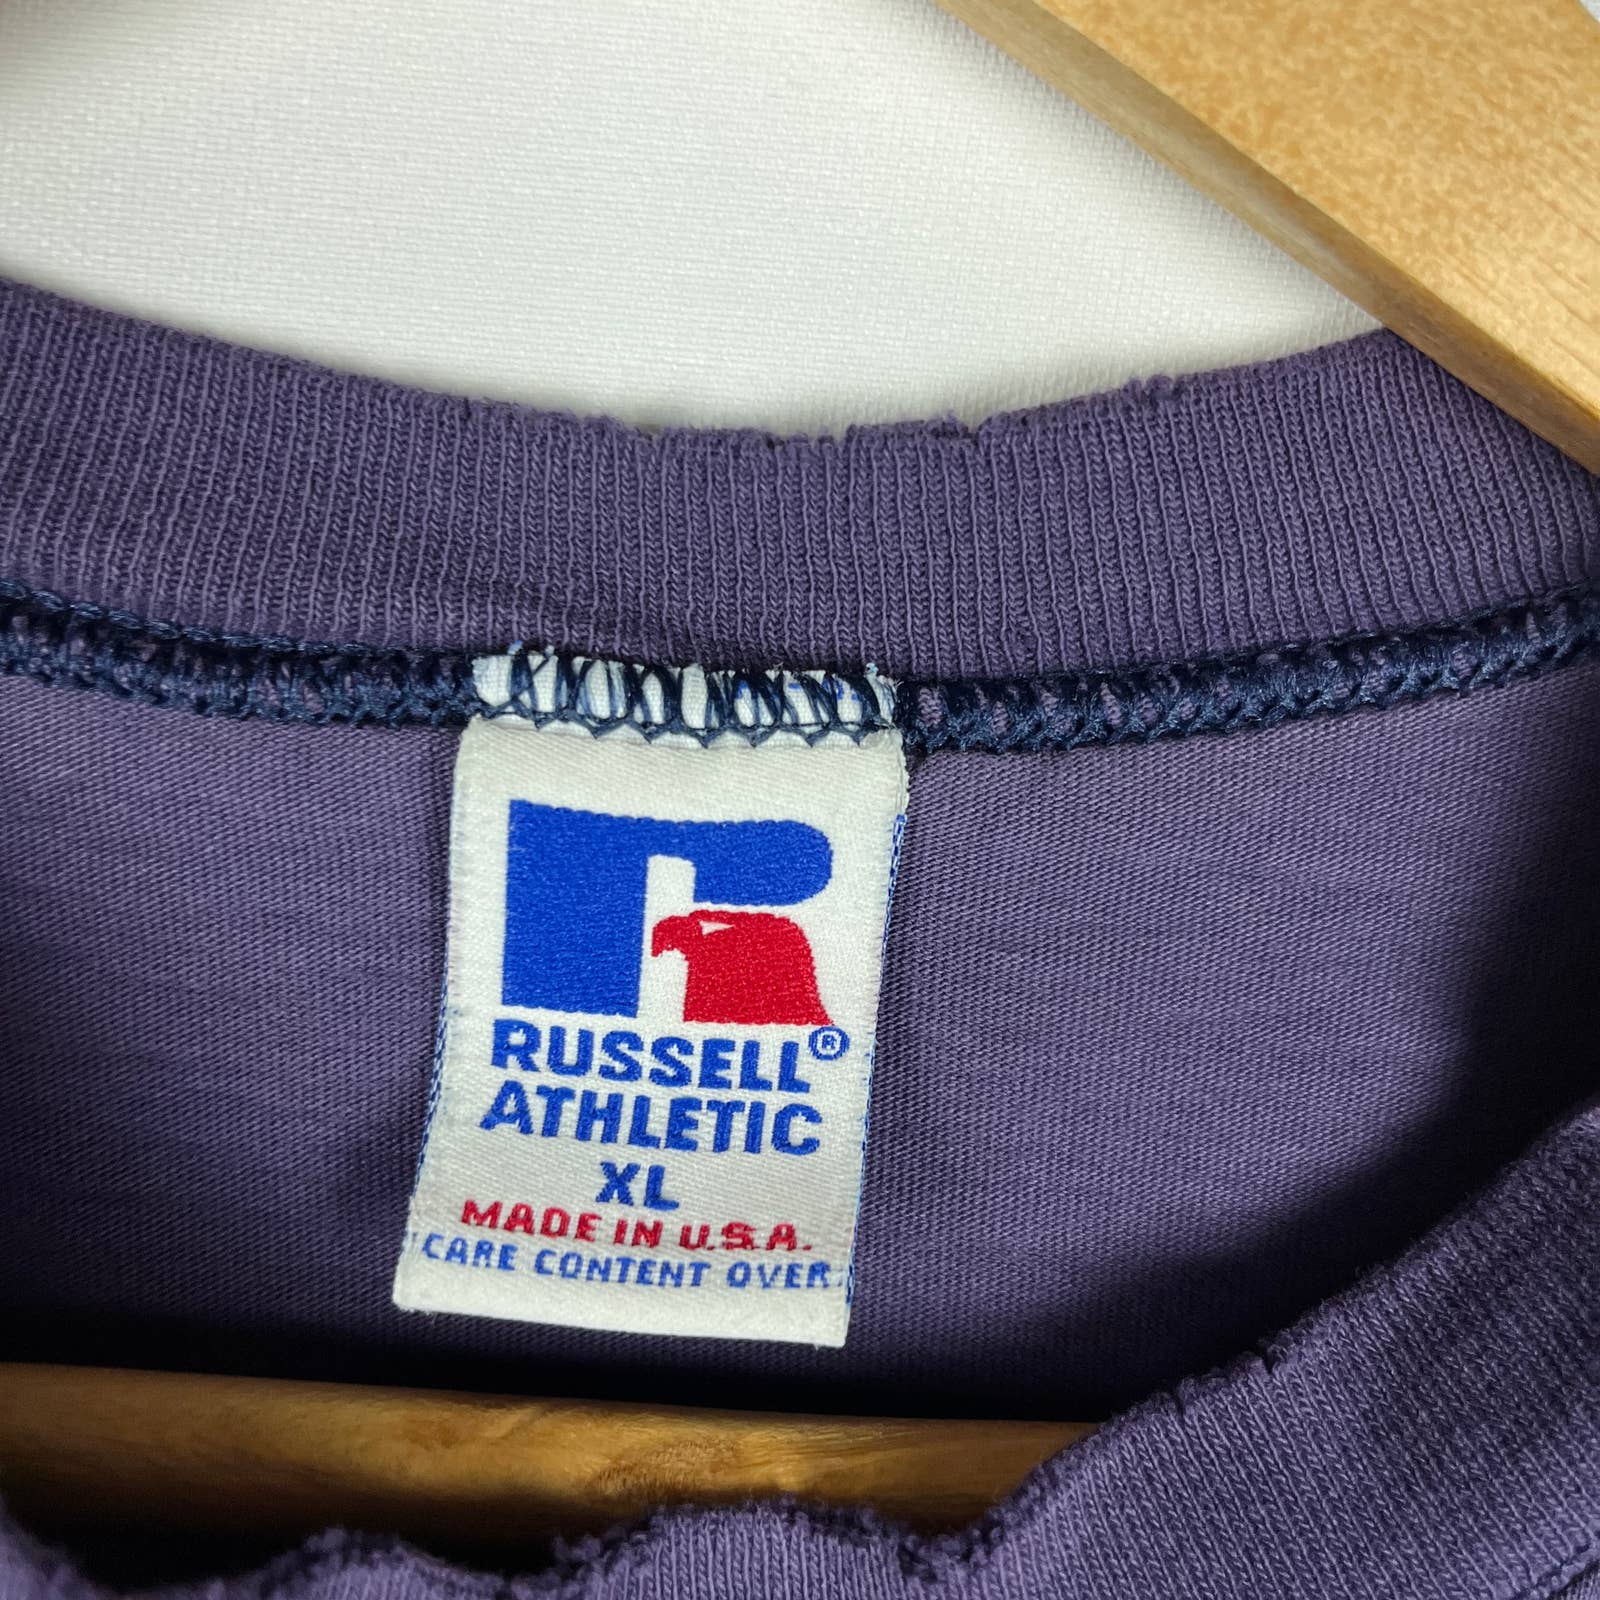 RUSSELL®
ATHLETIC
XL
MADE IN U.S.A.
CARE CONTENT OVER